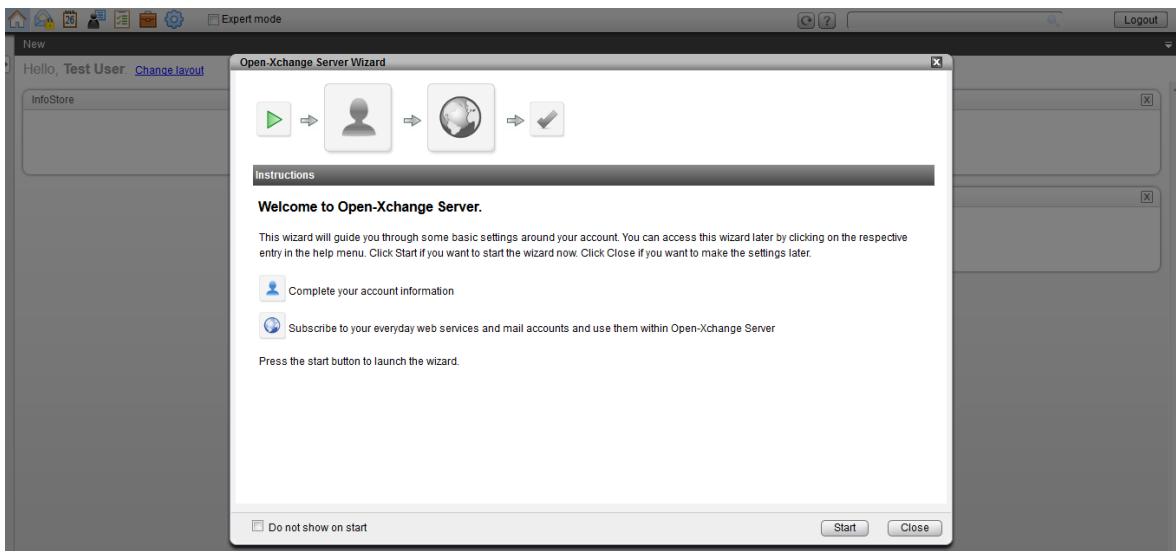 26
Expert mode
Logout
New
Hello, Test User. Change layout
InfoStore
Open-Xchange Server Wizard
Instructions
Welcome to Open-Xchange Server.
This wizard will guide you through some basic settings around your account. You can access this wizard later by clicking on the respective
entry in the help menu. Click Start if you want to start the wizard now. Click Close if you want to make the settings later.
Complete your account information
Subscribe to your everyday web services and mail accounts and use them within Open-Xchange Server
Press the start button to launch the wizard.
Do not show on start
Start
Close